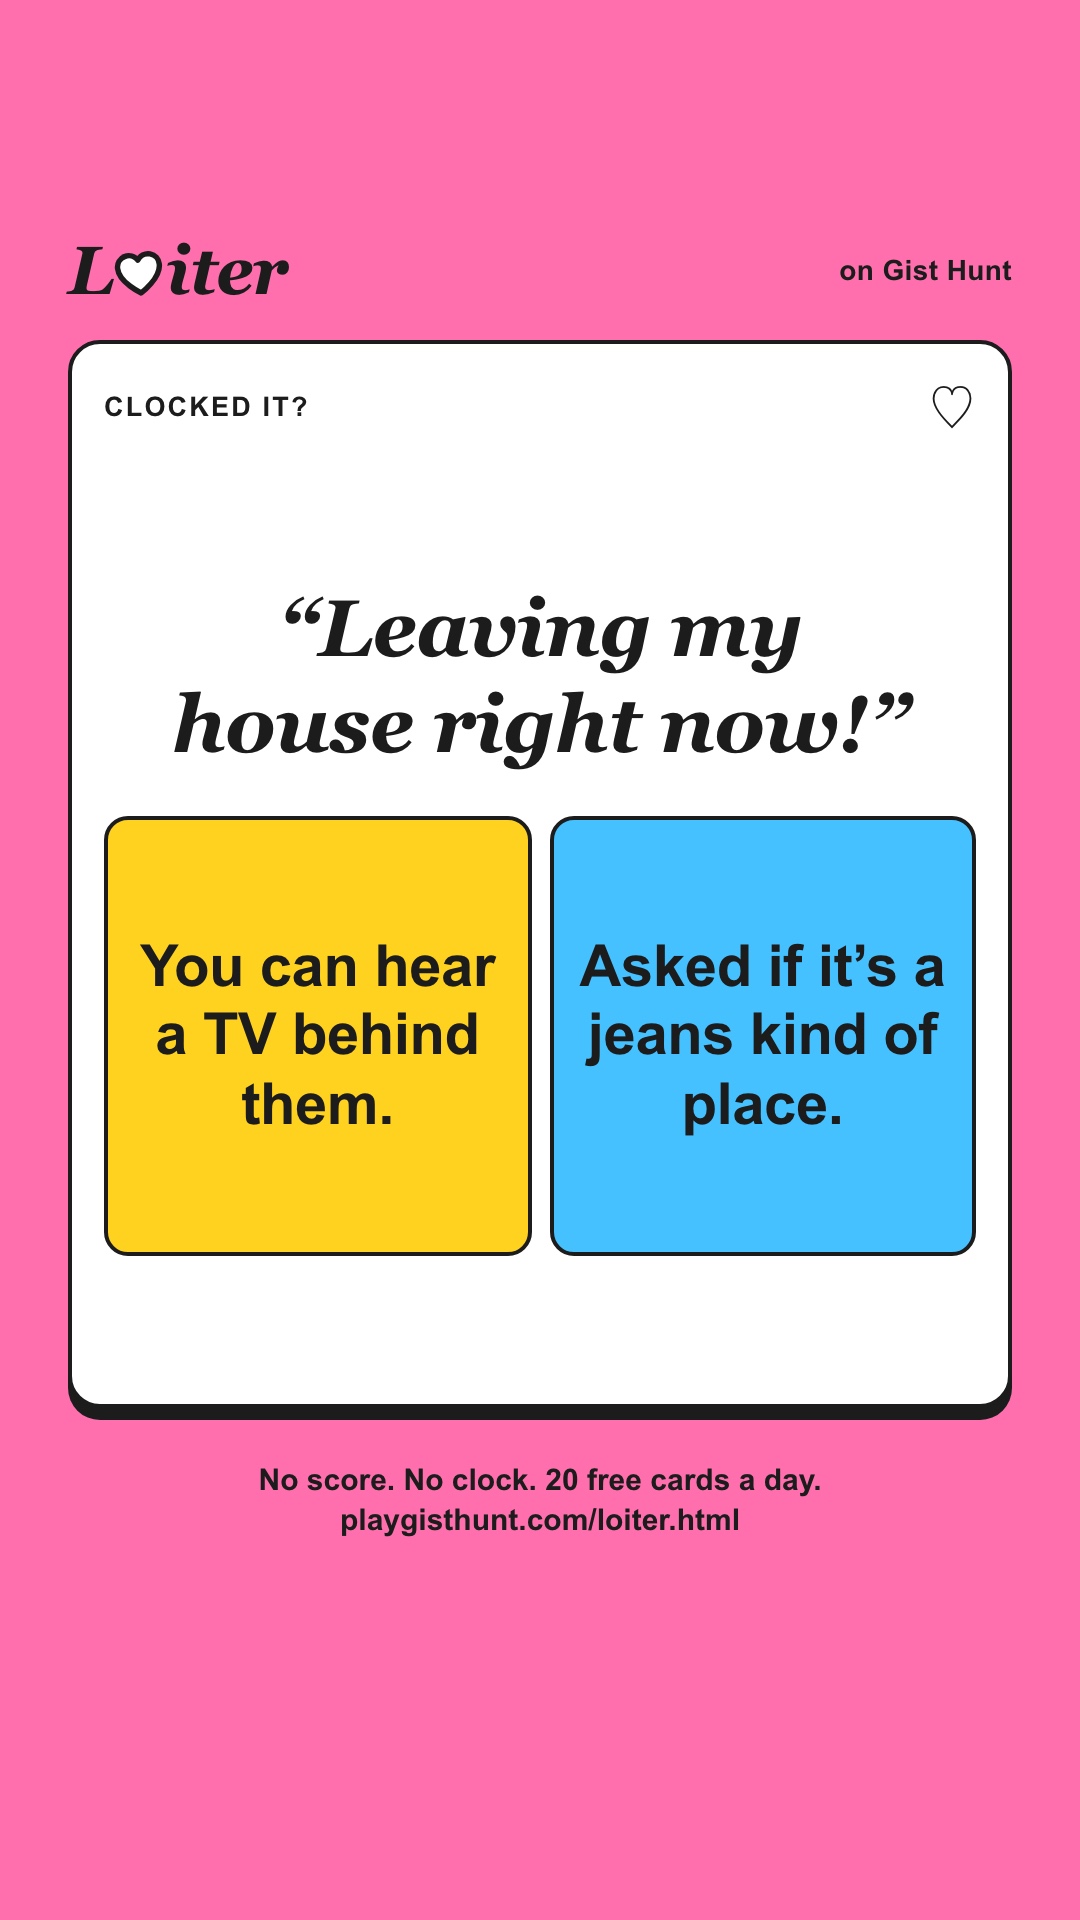 Loiter
on Gist Hunt
CLOCKED IT?
“Leaving my
house right now!”
You can hear
a TV behind
them.
Asked if it’s a
jeans kind of
place.
No score. No clock. 20 free cards a day.
playgisthunt.com/loiter.html